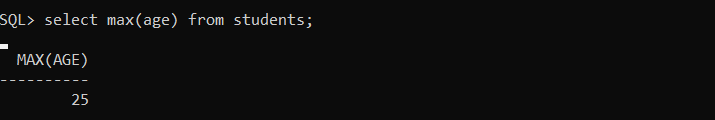 SQL> select max(age) from students;
MAX(AGE)
----------
25